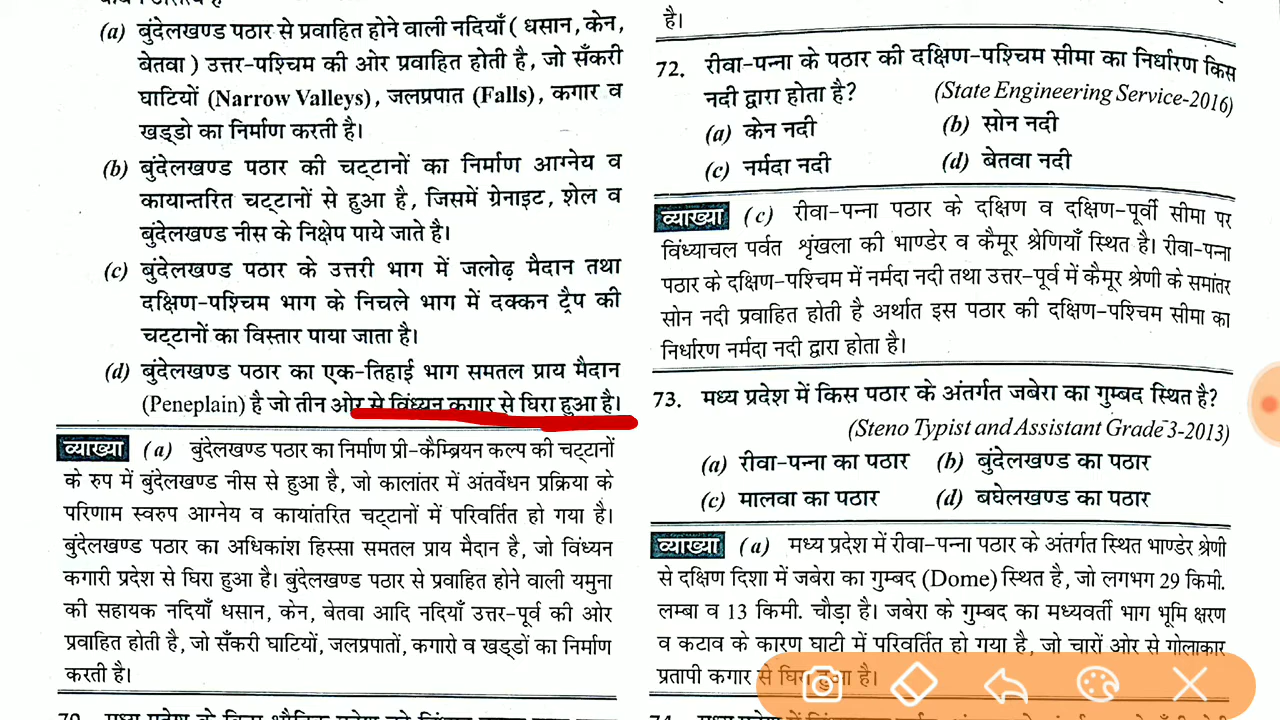 (a) बुंदेलखण्ड पठार से प्रवाहित होने वाली नदियाँ ( धसान, केन,
बेतवा ) उत्तर-पश्चिम की ओर प्रवाहित होती है, जो सँकरी
घाटियों (Narrow Valleys), जलप्रपात (Falls), कगार व
खड्डो का निर्माण करती है।
(b) बुंदेलखण्ड पठार की चट्टानों का निर्माण आग्नेय व
कायान्तरित चट्टानों से हुआ है, जिसमें ग्रेनाइट, शेल व
बुंदेलखण्ड नीस के निक्षेप पाये जाते है।
(c) बुंदेलखण्ड पठार के उत्तरी भाग में जलोढ़ मैदान तथा
दक्षिण-पश्चिम भाग के निचले भाग में दक्कन ट्रैप की
चट्टानों का विस्तार पाया जाता है।
(d) बुंदेलखण्ड पठार का एक-तिहाई भाग समतल प्राय मैदान
(Peneplain) है जो तीन ओर से विंध्यन कगार से घिरा हुआ है।
व्याख्या (a) बुंदेलखण्ड पठार का निर्माण प्री-कैम्ब्रियन कल्प की चट्टानों
के रुप में बुंदेलखण्ड नीस से हुआ है, जो कालांतर में अंतर्वेधन प्रक्रिया के
परिणाम स्वरुप आग्नेय व कायांतरित चट्टानों में परिवर्तित हो गया है।
बुंदेलखण्ड पठार का अधिकांश हिस्सा समतल प्राय मैदान है, जो विंध्यन
कगारी प्रदेश से घिरा हुआ है। बुंदेलखण्ड पठार से प्रवाहित होने वाली यमुना
की सहायक नदियाँ धसान, केन, बेतवा आदि नदियाँ उत्तर-पूर्व की ओर
प्रवाहित होती है, जो सँकरी घाटियों, जलप्रपातों, कगारो व खड्डों का निर्माण
करती है।
है।
72. रीवा-पन्ना के पठार की दक्षिण-पश्चिम सीमा का निर्धारण किस
नदी द्वारा होता है? (State Engineering Service-2016)
(a) केन नदी (b) सोन नदी
(c) नर्मदा नदी (d) बेतवा नदी
व्याख्या (c) रीवा-पन्ना पठार के दक्षिण व दक्षिण-पूर्वी सीमा पर
विंध्याचल पर्वत शृंखला की भाण्डेर व कैमूर श्रेणियाँ स्थित है। रीवा-पन्ना
पठार के दक्षिण-पश्चिम में नर्मदा नदी तथा उत्तर-पूर्व में कैमूर श्रेणी के समांतर
सोन नदी प्रवाहित होती है अर्थात इस पठार की दक्षिण-पश्चिम सीमा का
निर्धारण नर्मदा नदी द्वारा होता है।
73. मध्य प्रदेश में किस पठार के अंतर्गत जबेरा का गुम्बद स्थित है?
(Steno Typist and Assistant Grade-3-2013)
(a) रीवा-पन्ना का पठार (b) बुंदेलखण्ड का पठार
(c) मालवा का पठार (d) बघेलखण्ड का पठार
व्याख्या (a) मध्य प्रदेश में रीवा-पन्ना पठार के अंतर्गत स्थित भाण्डेर श्रेणी
से दक्षिण दिशा में जबेरा का गुम्बद (Dome) स्थित है, जो लगभग 29 किमी.
लम्बा व 13 किमी. चौड़ा है। जबेरा के गुम्बद का मध्यवर्ती भाग भूमि क्षरण
व कटाव के कारण घाटी में परिवर्तित हो गया है, जो चारों ओर से गोलाकार
प्रतापी कगार से घिरा हुआ है।